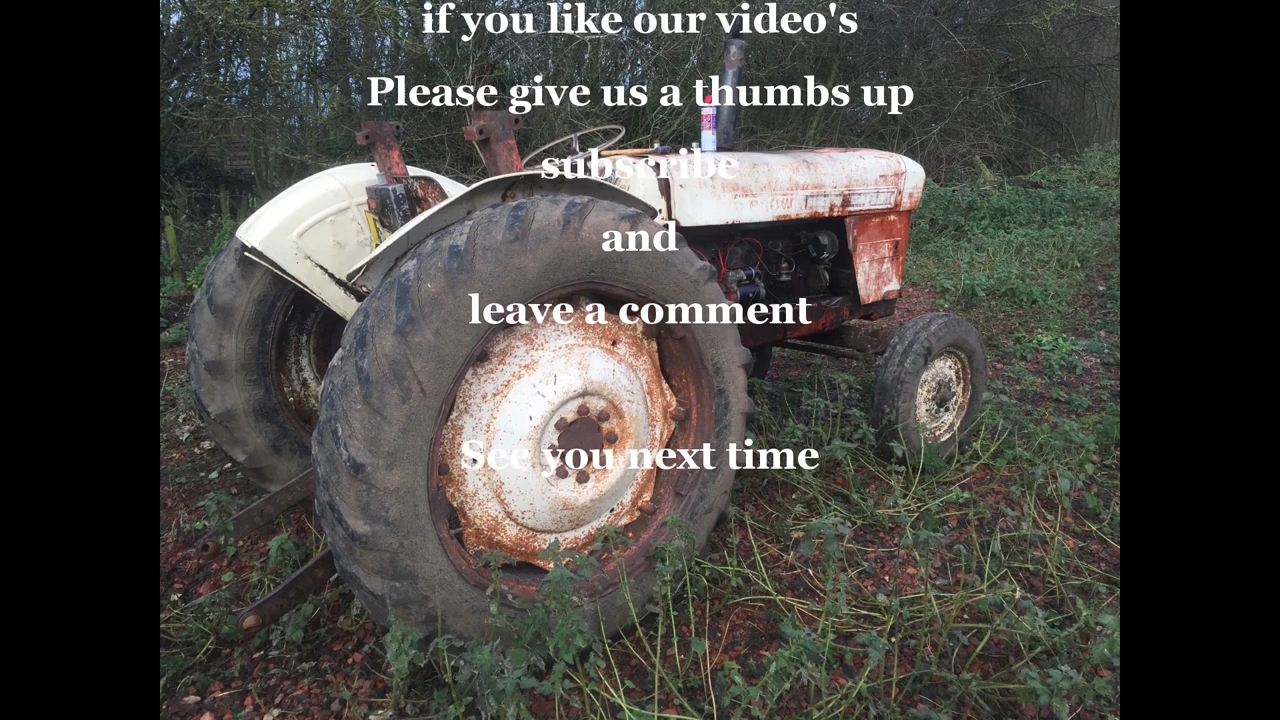 if you like our video's
Please give us a thumbs up
subscribe
and
leave a comment
See you next time